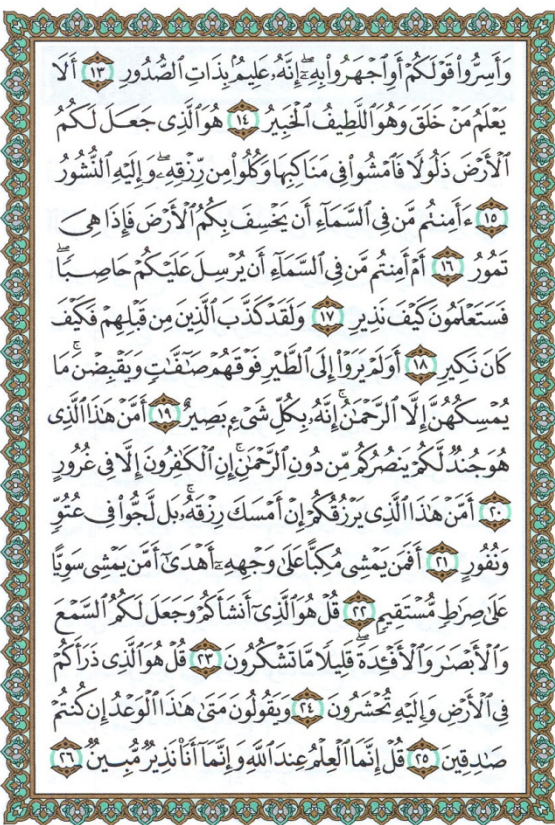 وَأَسِرُّوا۟ قَوْلَكُمْ أَوِ ٱجْهَرُوا۟ بِهِۦٓ ۖ إِنَّهُۥ عَلِيمٌۢ بِذَاتِ ٱلصُّدُورِ ١٣ أَلَا
يَعْلَمُ مَنْ خَلَقَ وَهُوَ ٱللَّطِيفُ ٱلْخَبِيرُ ١٤ هُوَ ٱلَّذِى جَعَلَ لَكُمُ
ٱلْأَرْضَ ذَلُولًا فَٱمْشُوا۟ فِى مَنَاكِبِهَا وَكُلُوا۟ مِن رِّزْقِهِۦ ۖ وَإِلَيْهِ ٱلنُّشُورُ
١٥ ءَأَمِنتُم مَّن فِى ٱلسَّمَآءِ أَن يَخْسِفَ بِكُمُ ٱلْأَرْضَ فَإِذَا هِىَ
تَمُورُ ١٦ أَمْ أَمِنتُم مَّن فِى ٱلسَّمَآءِ أَن يُرْسِلَ عَلَيْكُمْ حَاصِبًا ۖ
فَسَتَعْلَمُونَ كَيْفَ نَذِيرِ ١٧ وَلَقَدْ كَذَّبَ ٱلَّذِينَ مِن قَبْلِهِمْ فَكَيْفَ
كَانَ نَكِيرِ ١٨ أَوَلَمْ يَرَوْا۟ إِلَى ٱلطَّيْرِ فَوْقَهُمْ صَـٰٓفَّـٰتٍ وَيَقْبِضْنَ ۚ مَا
يُمْسِكُهُنَّ إِلَّا ٱلرَّحْمَـٰنُ ۚ إِنَّهُۥ بِكُلِّ شَىْءٍۭ بَصِيرٌ ١٩ أَمَّنْ هَـٰذَا ٱلَّذِى
هُوَ جُندٌ لَّكُمْ يَنصُرُكُم مِّن دُونِ ٱلرَّحْمَـٰنِ ۚ إِنِ ٱلْكَـٰفِرُونَ إِلَّا فِى غُرُورٍ
٢٠ أَمَّنْ هَـٰذَا ٱلَّذِى يَرْزُقُكُمْ إِنْ أَمْسَكَ رِزْقَهُۥ ۚ بَل لَّجُّوا۟ فِى عُتُوٍّ
وَنُفُورٍ ٢١ أَفَمَن يَمْشِى مُكِبًّا عَلَىٰ وَجْهِهِۦٓ أَهْدَىٰٓ أَمَّن يَمْشِى سَوِيًّا
عَلَىٰ صِرَٰطٍ مُّسْتَقِيمٍ ٢٢ قُلْ هُوَ ٱلَّذِىٓ أَنشَأَكُمْ وَجَعَلَ لَكُمُ ٱلسَّمْعَ
وَٱلْأَبْصَـٰرَ وَٱلْأَفْـِٔدَةَ ۖ قَلِيلًا مَّا تَشْكُرُونَ ٢٣ قُلْ هُوَ ٱلَّذِى ذَرَأَكُمْ
فِى ٱلْأَرْضِ وَإِلَيْهِ تُحْشَرُونَ ٢٤ وَيَقُولُونَ مَتَىٰ هَـٰذَا ٱلْوَعْدُ إِن كُنتُمْ
صَـٰدِقِينَ ٢٥ قُلْ إِنَّمَا ٱلْعِلْمُ عِندَ ٱللَّهِ وَإِنَّمَآ أَنَا۠ نَذِيرٌ مُّبِينٌ ٢٦